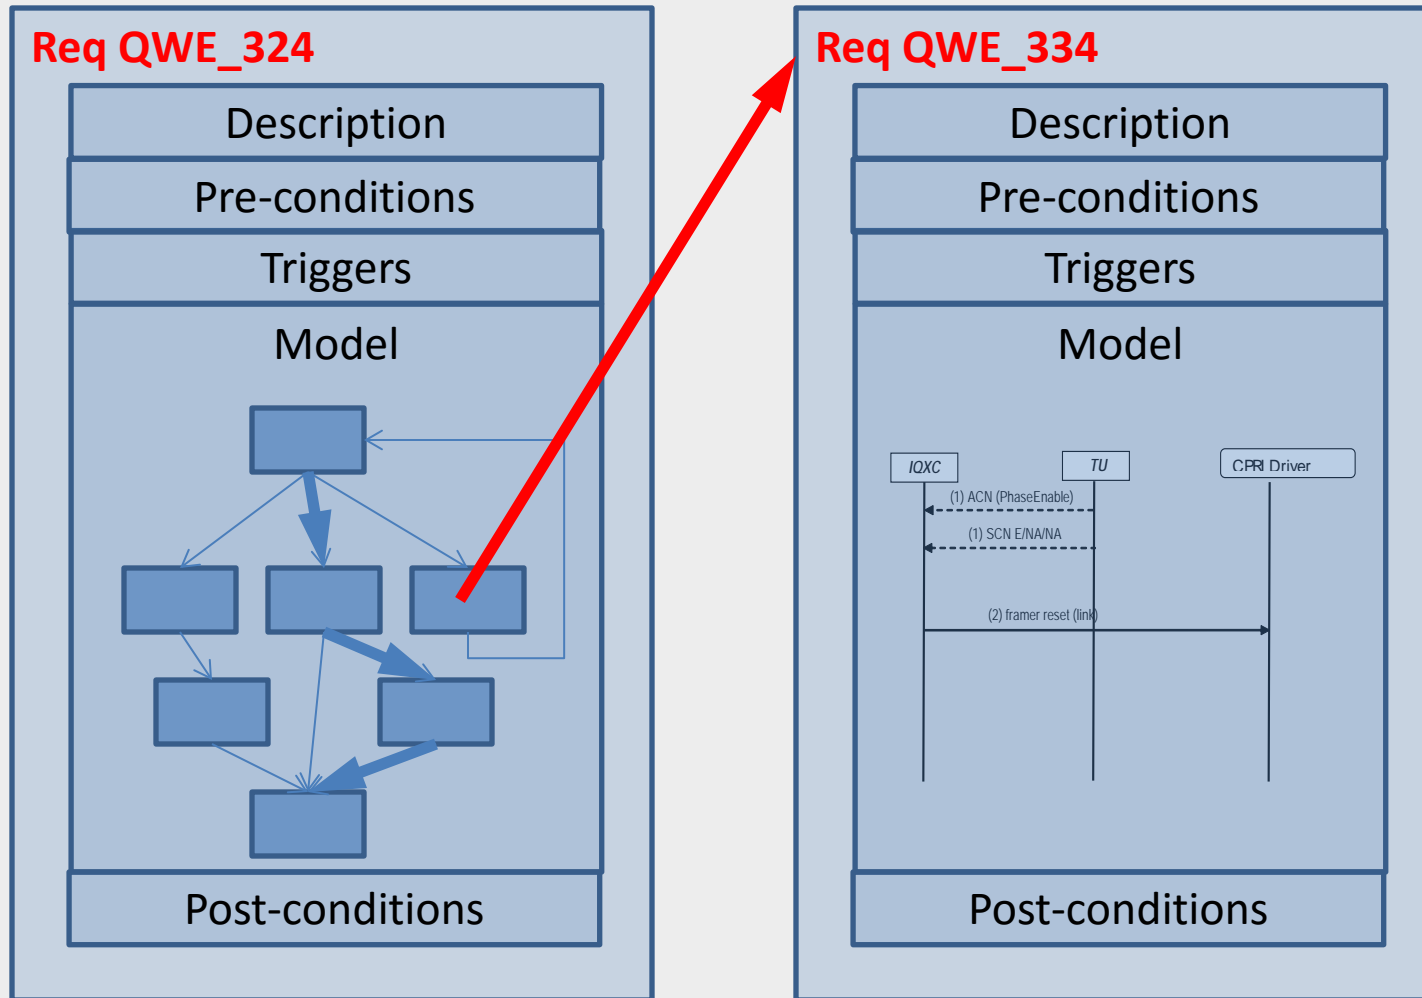 Req QWE_324
Description
Pre-conditions
Triggers
Model
Post-conditions
Req QWE_334
Description
Pre-conditions
Triggers
Model
IQXC
TU
CPRI Driver
(1) ACN (PhaseEnable)
(1) SCN E/NA/NA
(2) framer reset (link)
Post-conditions